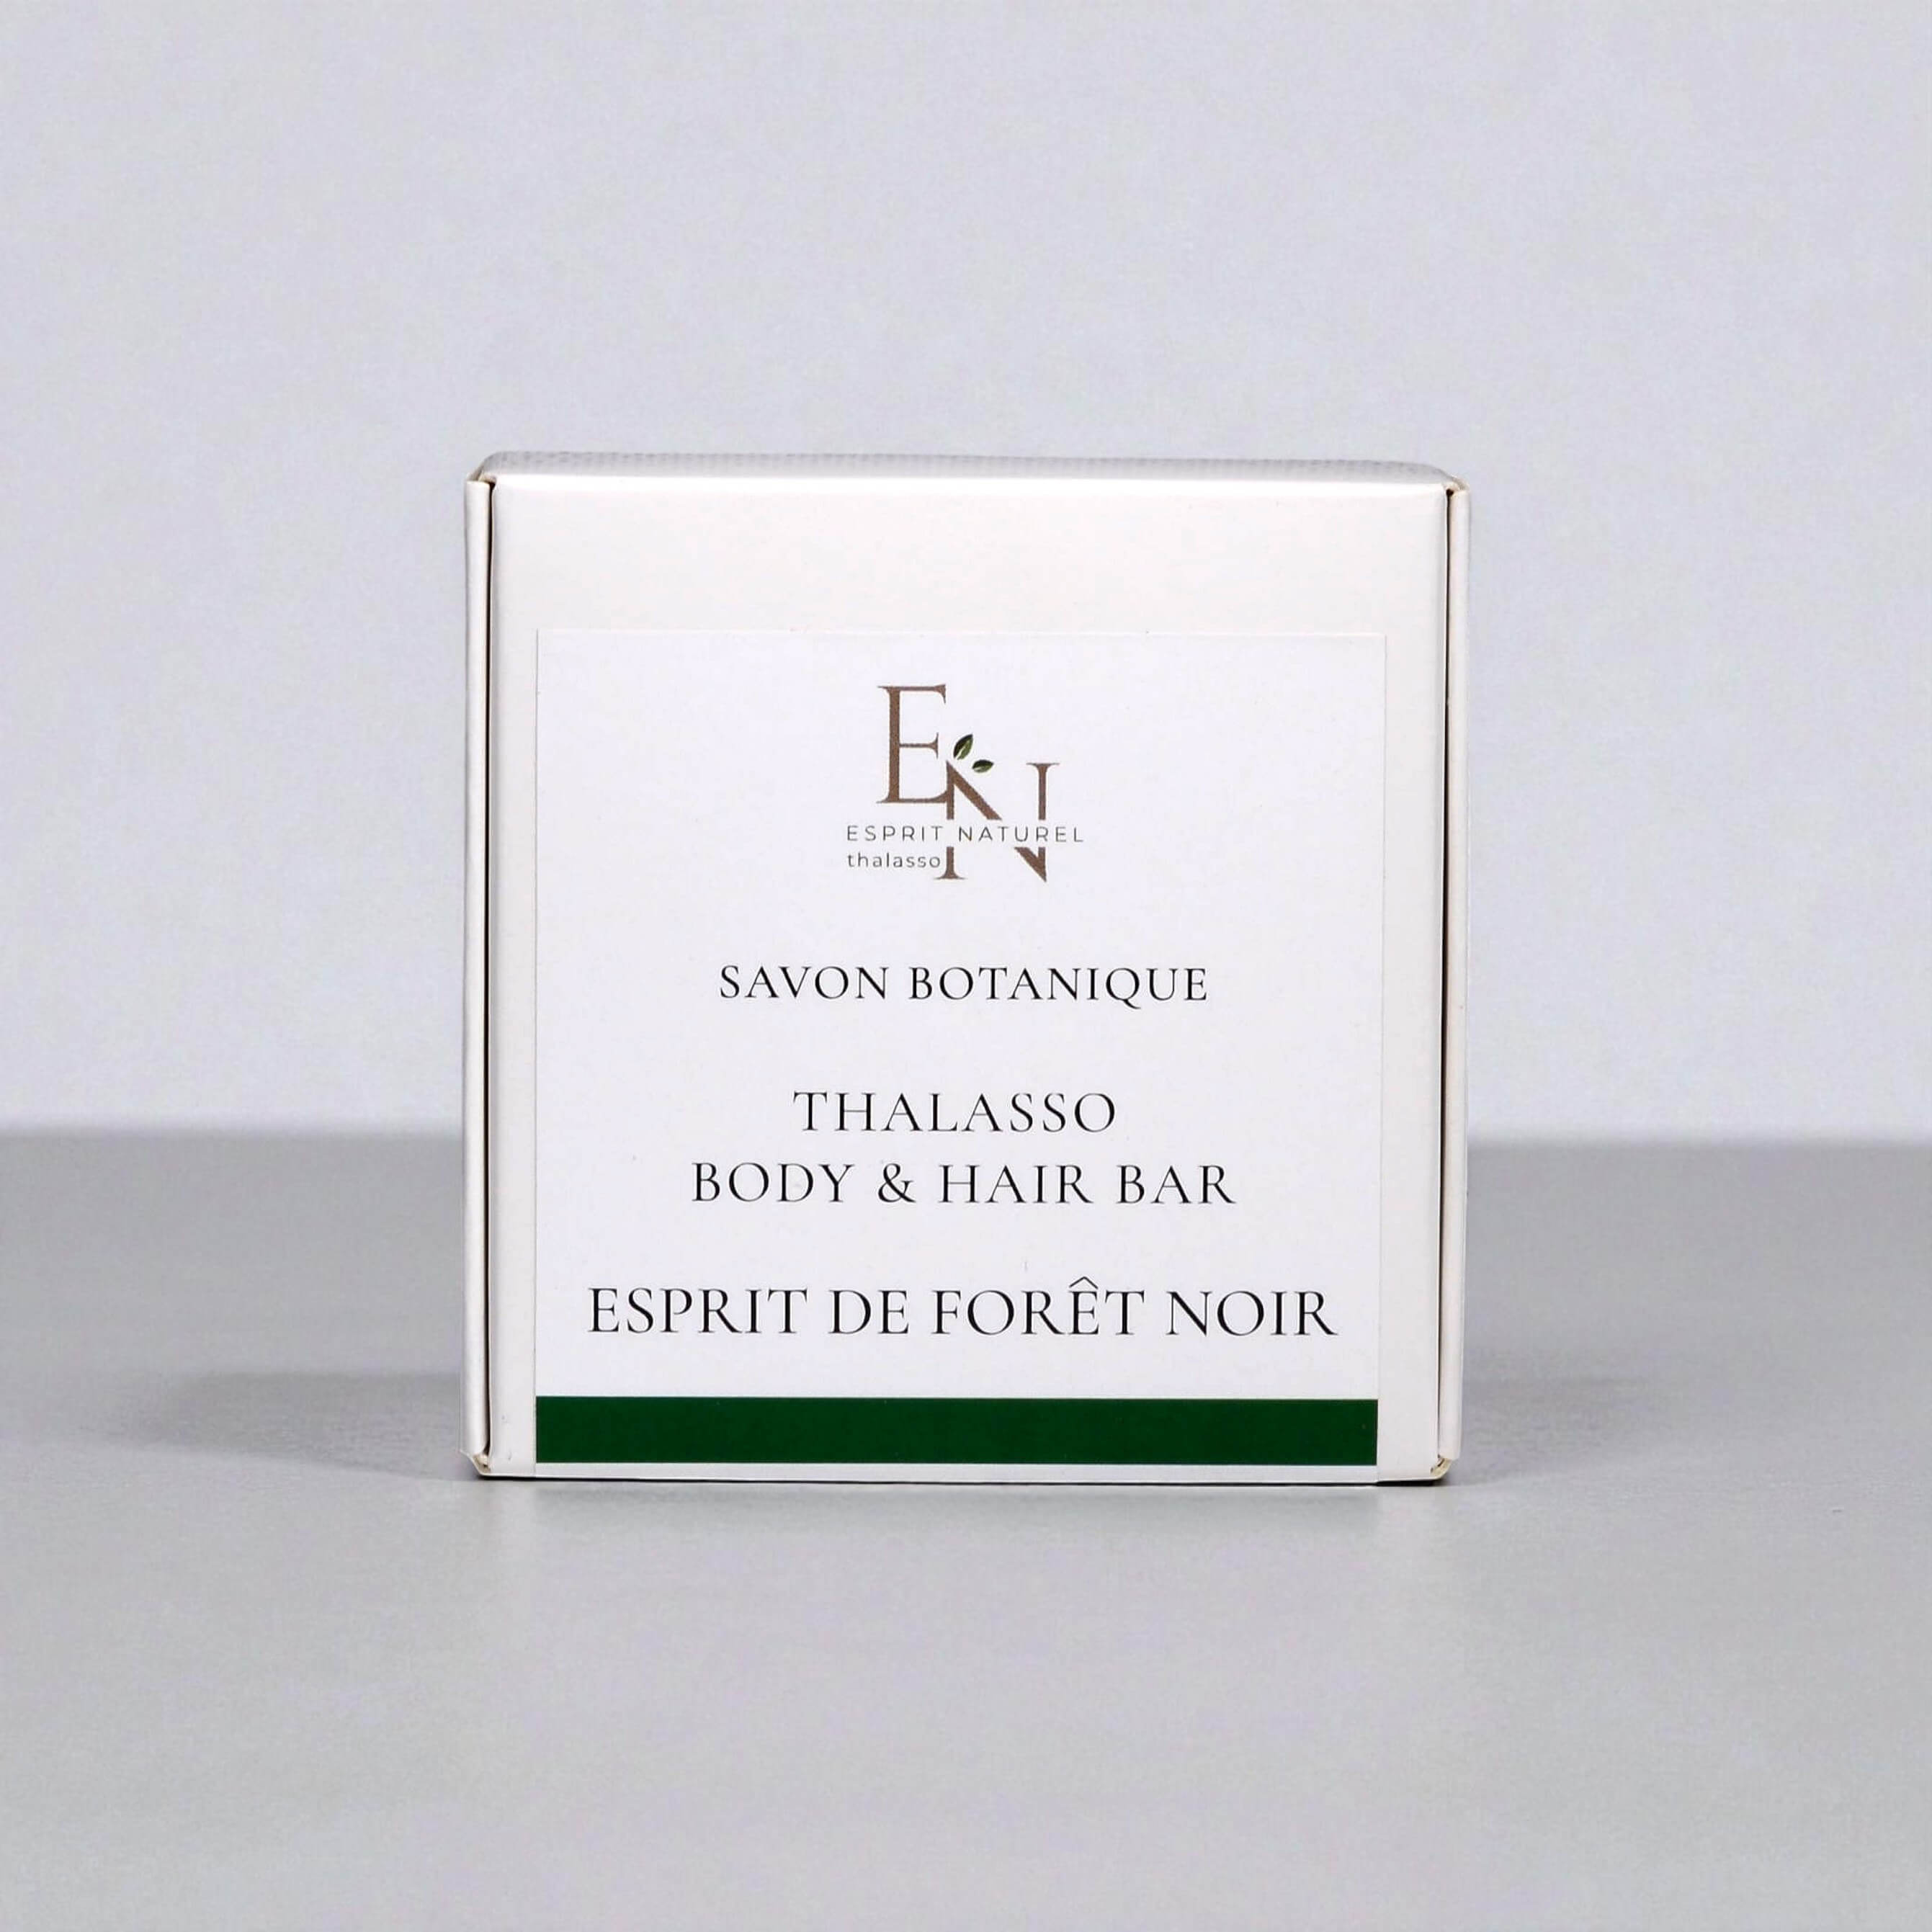 EN
ESPRIT NATUREL
thalasso
SAVON BOTANIQUE
THALASSO
BODY & HAIR BAR
ESPRIT DE FORÊT NOIR